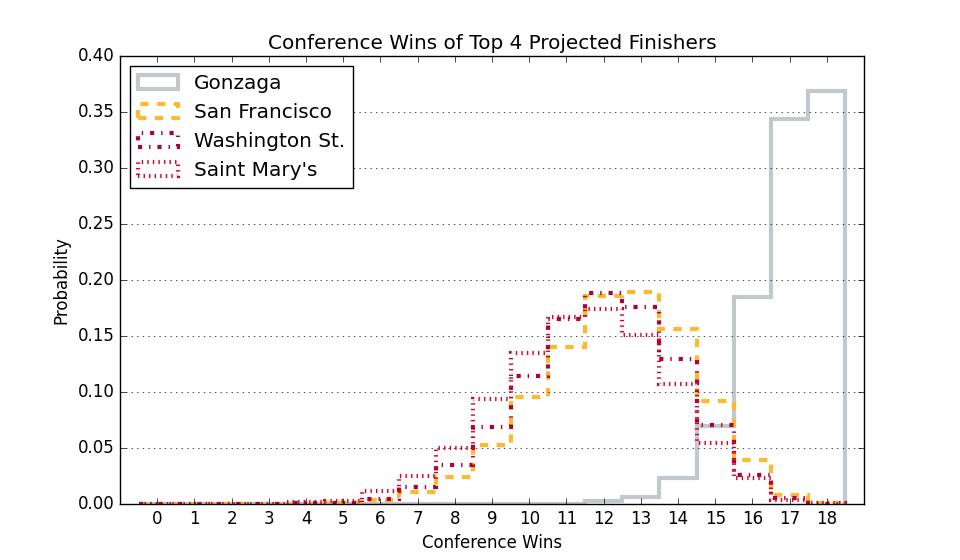 Conference Wins of Top 4 Projected Finishers
0.40
0.35
0.30
0.25
0.20
0.15
0.10
0.05
0.00
Probability
Gonzaga
San Francisco
Washington St.
Saint Mary's
0 1 2 3 4 5 6 7 8 9 10 11 12 13 14 15 16 17 18
Conference Wins